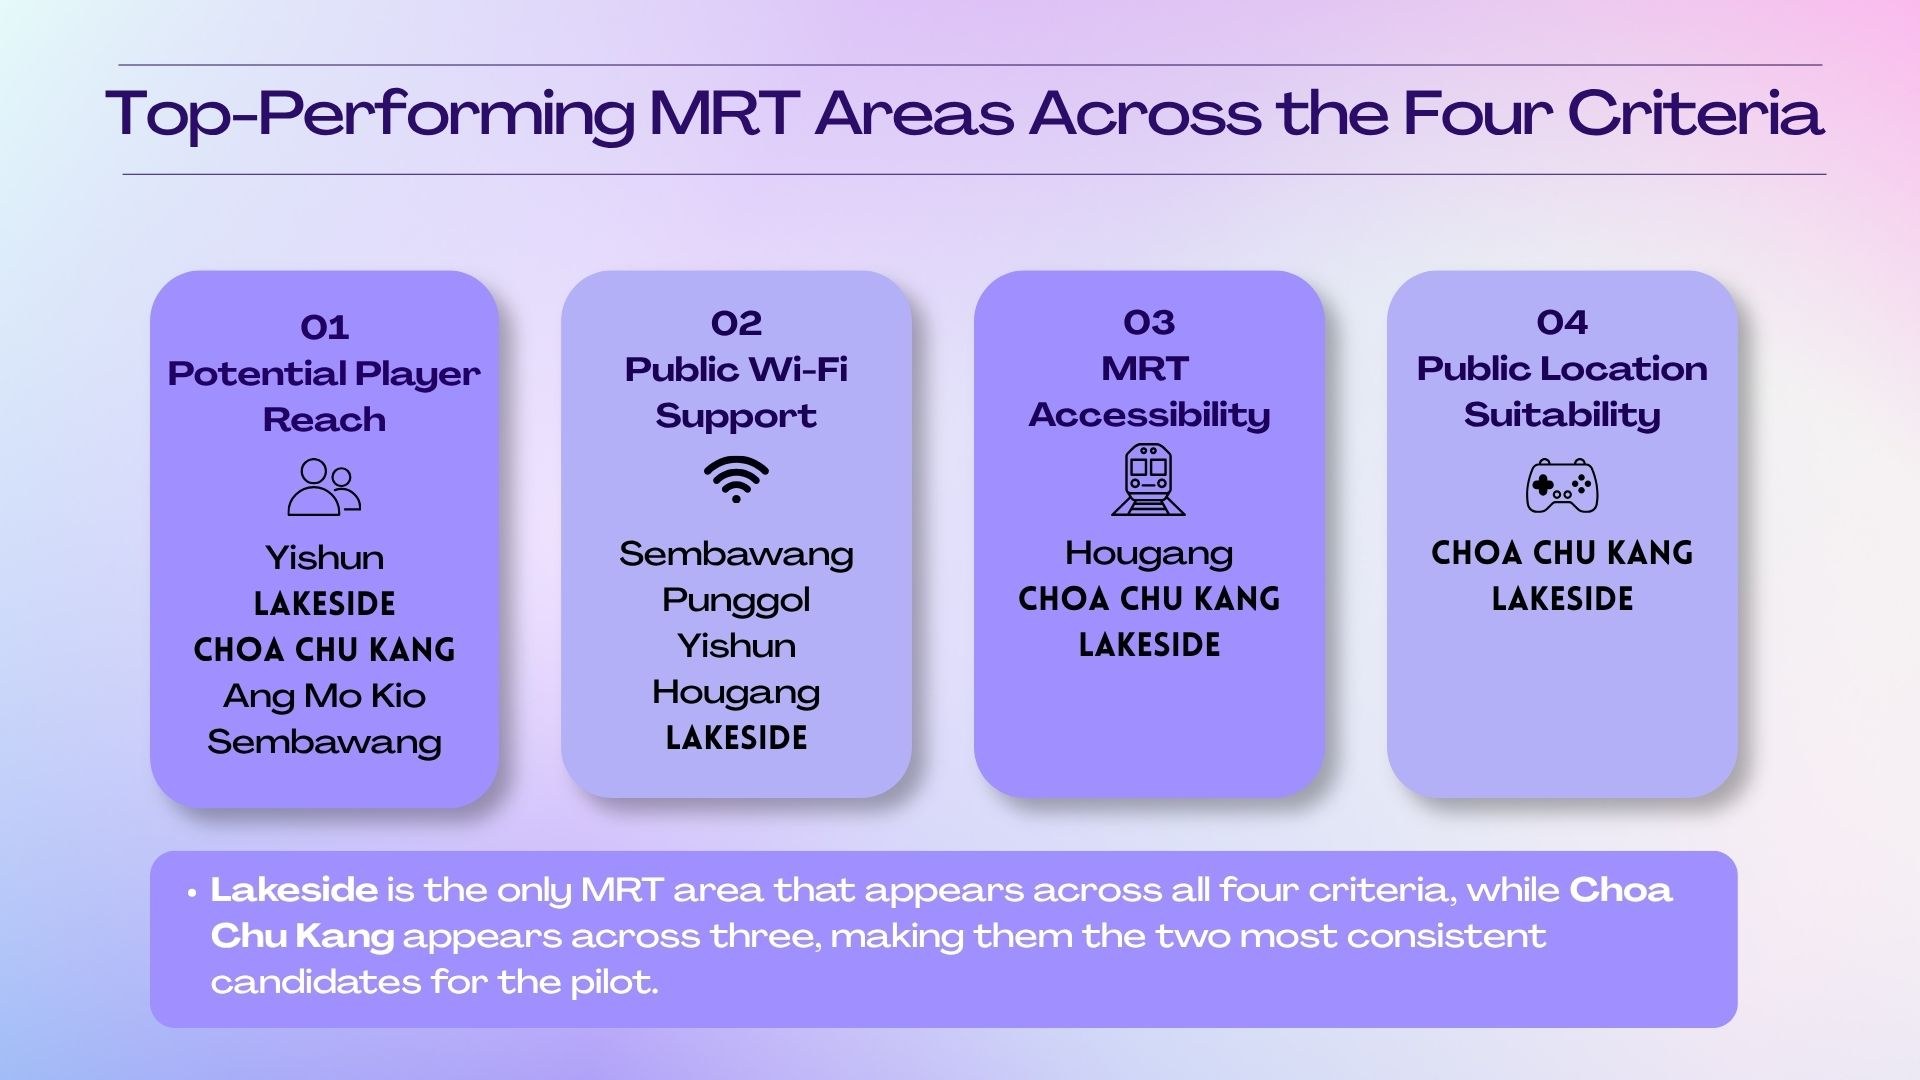 Top-Performing MRT Areas Across the Four Criteria
01
Potential Player
Reach
Yishun
LAKESIDE
CHOA CHU KANG
Ang Mo Kio
Sembawang
02
Public Wi-Fi
Support
Sembawang
Punggol
Yishun
Hougang
LAKESIDE
03
MRT
Accessibility
Hougang
CHOA CHU KANG
LAKESIDE
04
Public Location
Suitability
CHOA CHU KANG
LAKESIDE
• Lakeside is the only MRT area that appears across all four criteria, while Choa
Chu Kang appears across three, making them the two most consistent
candidates for the pilot.